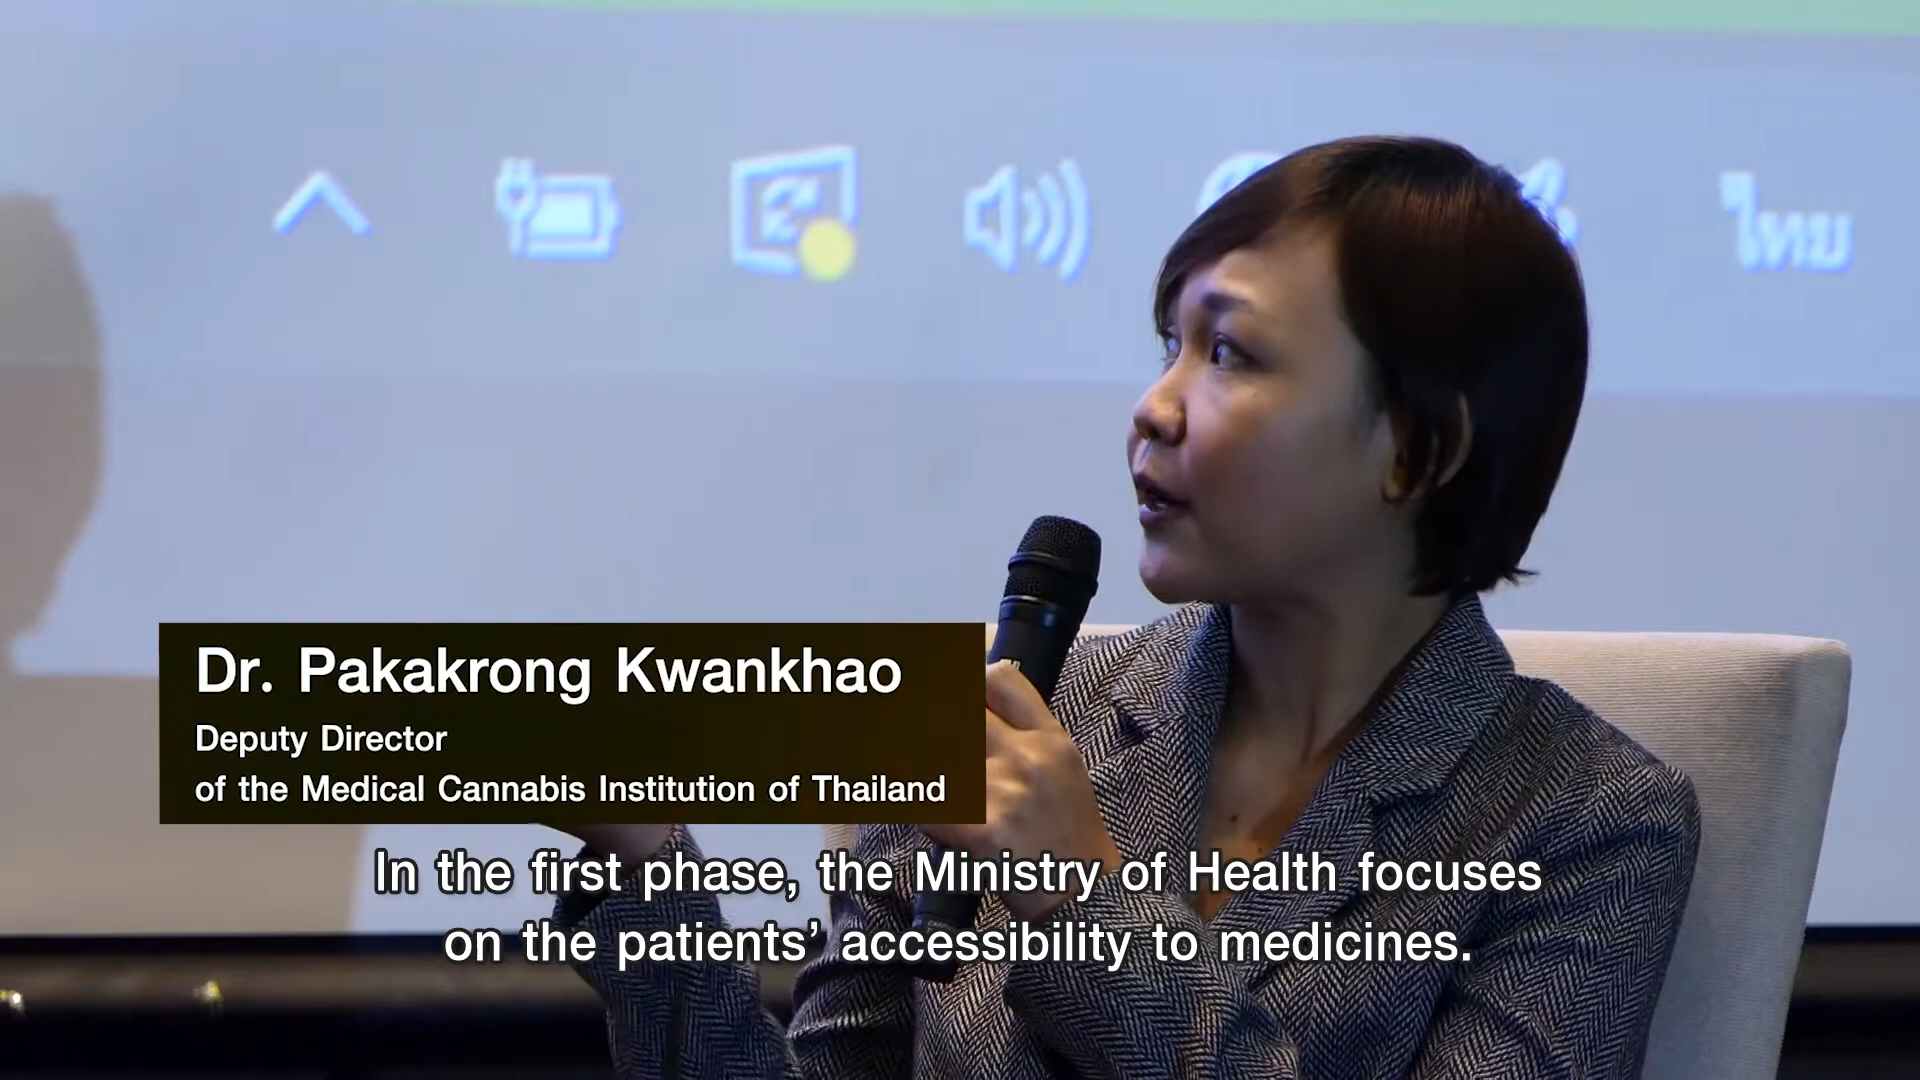 ไทย
Dr. Pakakrong Kwankhao
Deputy Director
of the Medical Cannabis Institution of Thailand
In the first phase, the Ministry of Health focuses
on the patients’ accessibility to medicines.